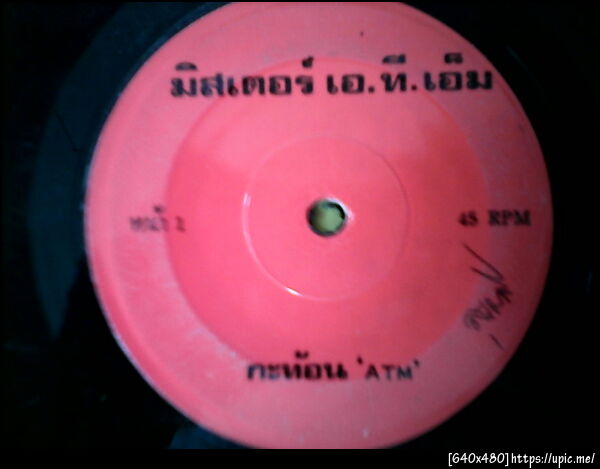 มิสเตอร์ เอ.ที.เอ็ม
หน้า 2
45 RPM
กะท้อน 'ATM'
[640x480]https://upic.me/